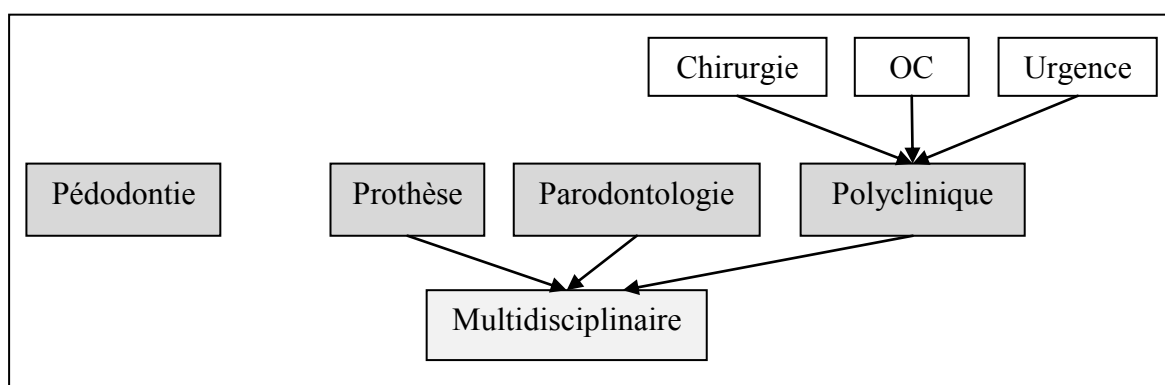 Chirurgie OC Urgence
Pédodontie Prothèse Parodontologie Polyclinique
Multidisciplinaire